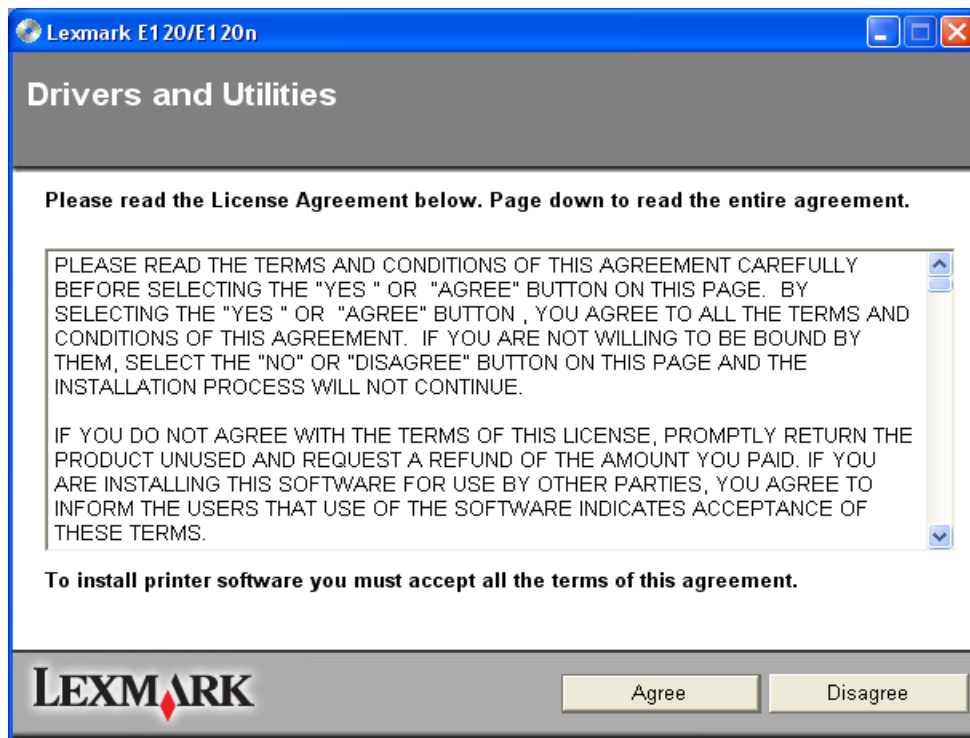 Lexmark E120/E120n
Drivers and Utilities
Please read the License Agreement below. Page down to read the entire agreement.
PLEASE READ THE TERMS AND CONDITIONS OF THIS AGREEMENT CAREFULLY
BEFORE SELECTING THE "YES " OR  "AGREE" BUTTON ON THIS PAGE.  BY
SELECTING THE "YES " OR  "AGREE" BUTTON , YOU AGREE TO ALL THE TERMS AND
CONDITIONS OF THIS AGREEMENT.  IF YOU ARE NOT WILLING TO BE BOUND BY
THEM, SELECT THE "NO" OR "DISAGREE" BUTTON ON THIS PAGE AND THE
INSTALLATION PROCESS WILL NOT CONTINUE.
IF YOU DO NOT AGREE WITH THE TERMS OF THIS LICENSE, PROMPTLY RETURN THE
PRODUCT UNUSED AND REQUEST A REFUND OF THE AMOUNT YOU PAID. IF YOU
ARE INSTALLING THIS SOFTWARE FOR USE BY OTHER PARTIES, YOU AGREE TO
INFORM THE USERS THAT USE OF THE SOFTWARE INDICATES ACCEPTANCE OF
THESE TERMS.
To install printer software you must accept all the terms of this agreement.
LEXMARK
Agree
Disagree